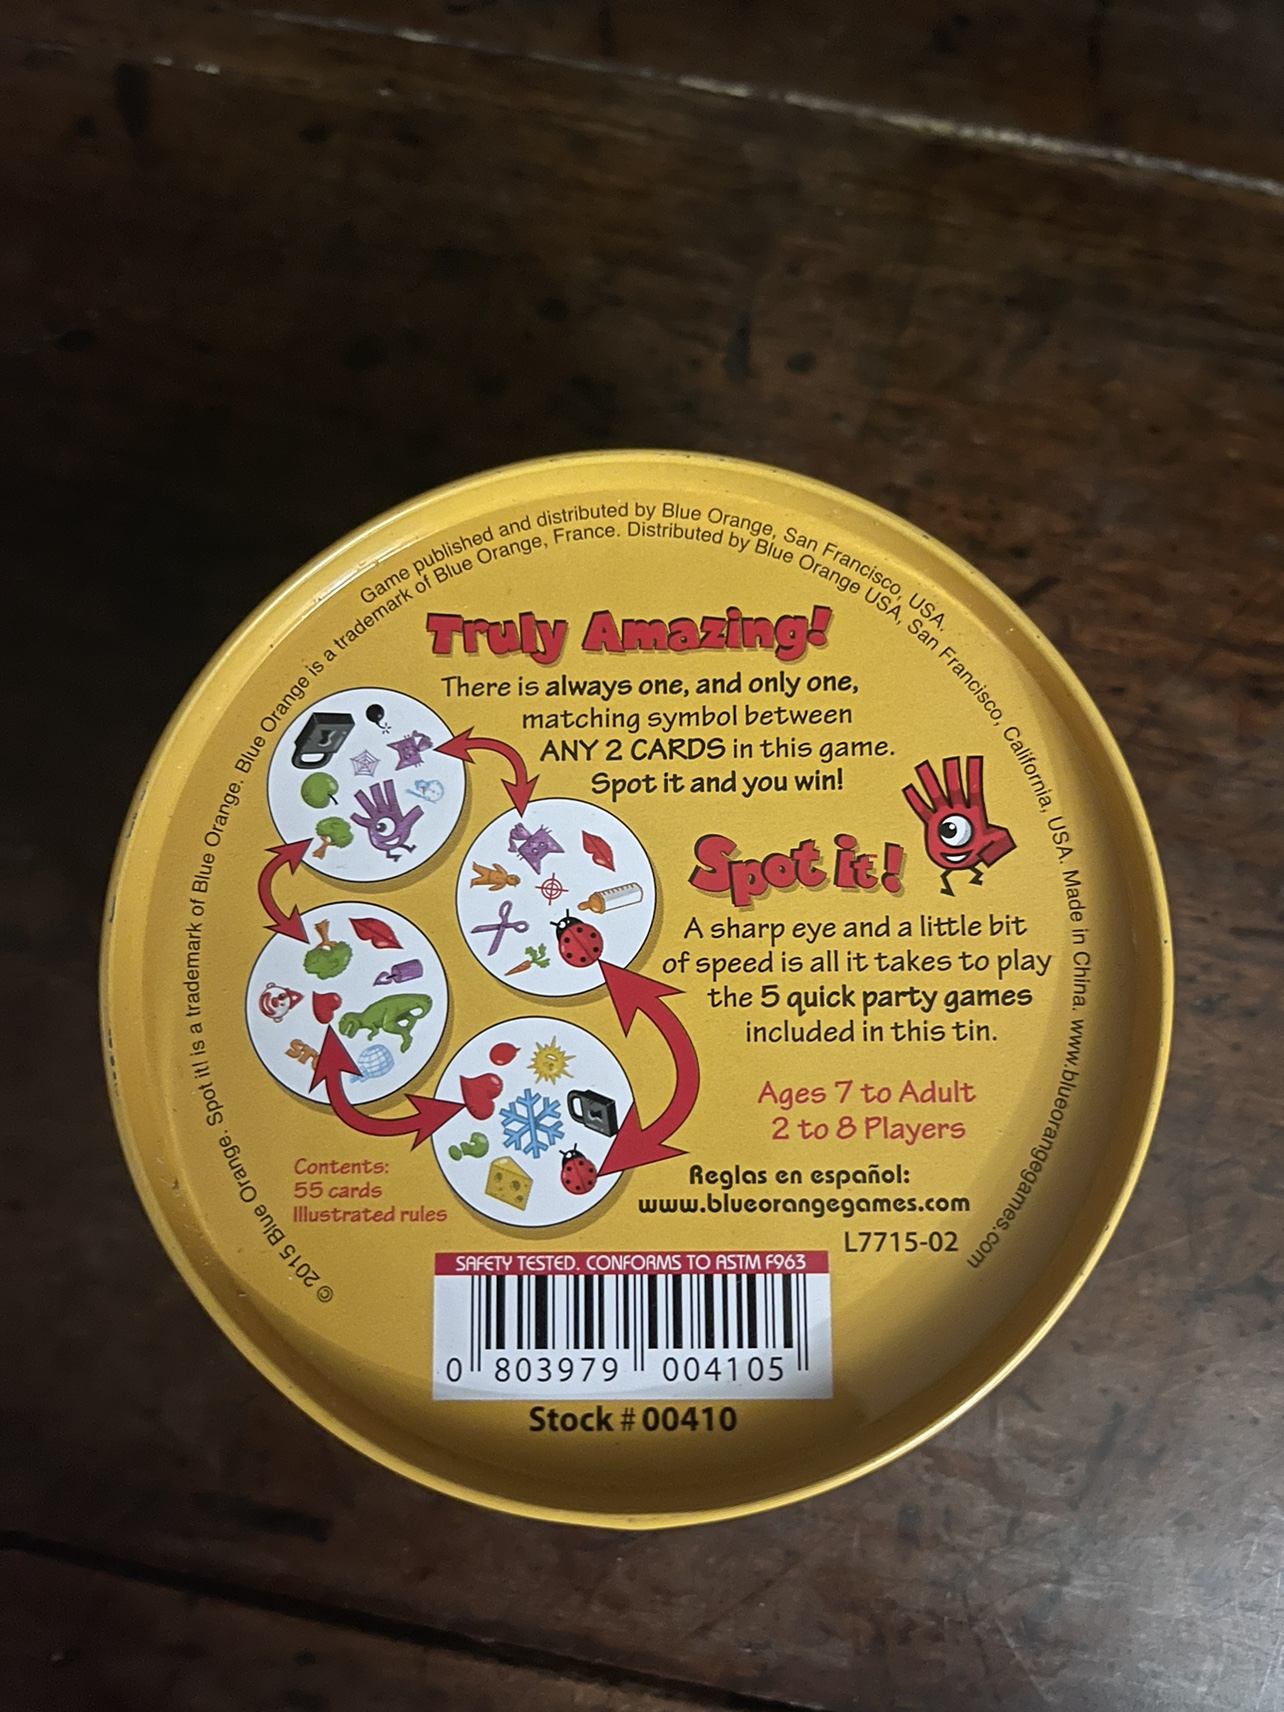 Game published and distributed by Blue Orange, San Francisco, USA.
© 2015 Blue Orange. Spot it! is a trademark of Blue Orange. Blue Orange is a trademark of Blue Orange, France. Distributed by Blue Orange USA, San Francisco, California, USA. Made in China. www.blueorangegames.com
Truly Amazing!
There is always one, and only one,
matching symbol between
ANY 2 CARDS in this game.
Spot it and you win!
Spot it!
A sharp eye and a little bit
of speed is all it takes to play
the 5 quick party games
included in this tin.
Ages 7 to Adult
2 to 8 Players
Contents:
55 cards
Illustrated rules
Reglas en español:
www.blueorangegames.com
L7715-02
SAFETY TESTED. CONFORMS TO ASTM F963
0 803979 004105
Stock # 00410